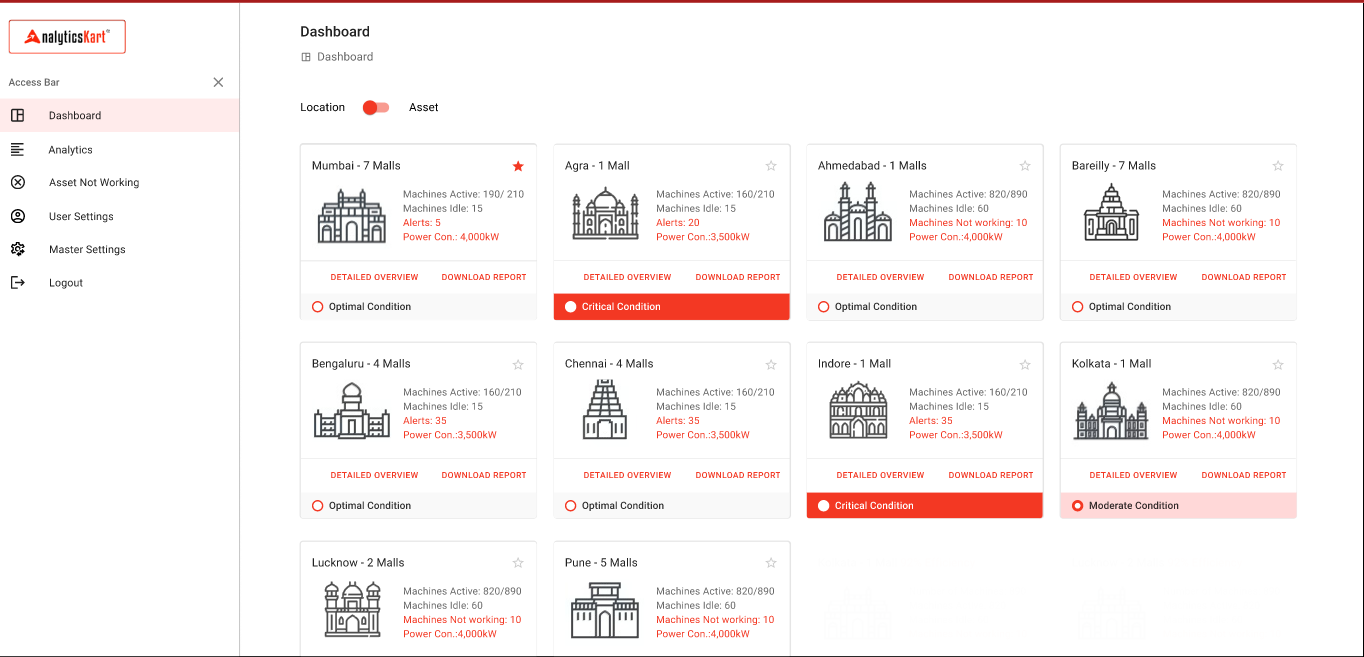 AnalyticsKart®
Access Bar
Dashboard
Analytics
Asset Not Working
User Settings
Master Settings
Logout
Dashboard
Dashboard
Location Asset
Mumbai - 7 Malls
Machines Active: 190/ 210
Machines Idle: 15
Alerts: 5
Power Con.: 4,000kW
DETAILED OVERVIEW DOWNLOAD REPORT
Optimal Condition
Agra - 1 Mall
Machines Active: 160/210
Machines Idle: 15
Alerts: 20
Power Con.:3,500kW
DETAILED OVERVIEW DOWNLOAD REPORT
Critical Condition
Ahmedabad - 1 Malls
Machines Active: 820/890
Machines Idle: 60
Machines Not working: 10
Power Con.:4,000kW
DETAILED OVERVIEW DOWNLOAD REPORT
Optimal Condition
Bareilly - 7 Malls
Machines Active: 820/890
Machines Idle: 60
Machines Not working: 10
Power Con.:4,000kW
DETAILED OVERVIEW DOWNLOAD REPORT
Optimal Condition
Bengaluru - 4 Malls
Machines Active: 160/210
Machines Idle: 15
Alerts: 35
Power Con.:3,500kW
DETAILED OVERVIEW DOWNLOAD REPORT
Optimal Condition
Chennai - 4 Malls
Machines Active: 160/210
Machines Idle: 15
Alerts: 35
Power Con.:3,500kW
DETAILED OVERVIEW DOWNLOAD REPORT
Optimal Condition
Indore - 1 Mall
Machines Active: 160/210
Machines Idle: 15
Alerts: 35
Power Con.:3,500kW
DETAILED OVERVIEW DOWNLOAD REPORT
Critical Condition
Kolkata - 1 Mall
Machines Active: 820/890
Machines Idle: 60
Machines Not working: 10
Power Con.:4,000kW
DETAILED OVERVIEW DOWNLOAD REPORT
Moderate Condition
Lucknow - 2 Malls
Machines Active: 820/890
Machines Idle: 60
Machines Not working: 10
Power Con.:4,000kW
Pune - 5 Malls
Machines Active: 820/890
Machines Idle: 60
Machines Not working: 10
Power Con.:4,000kW